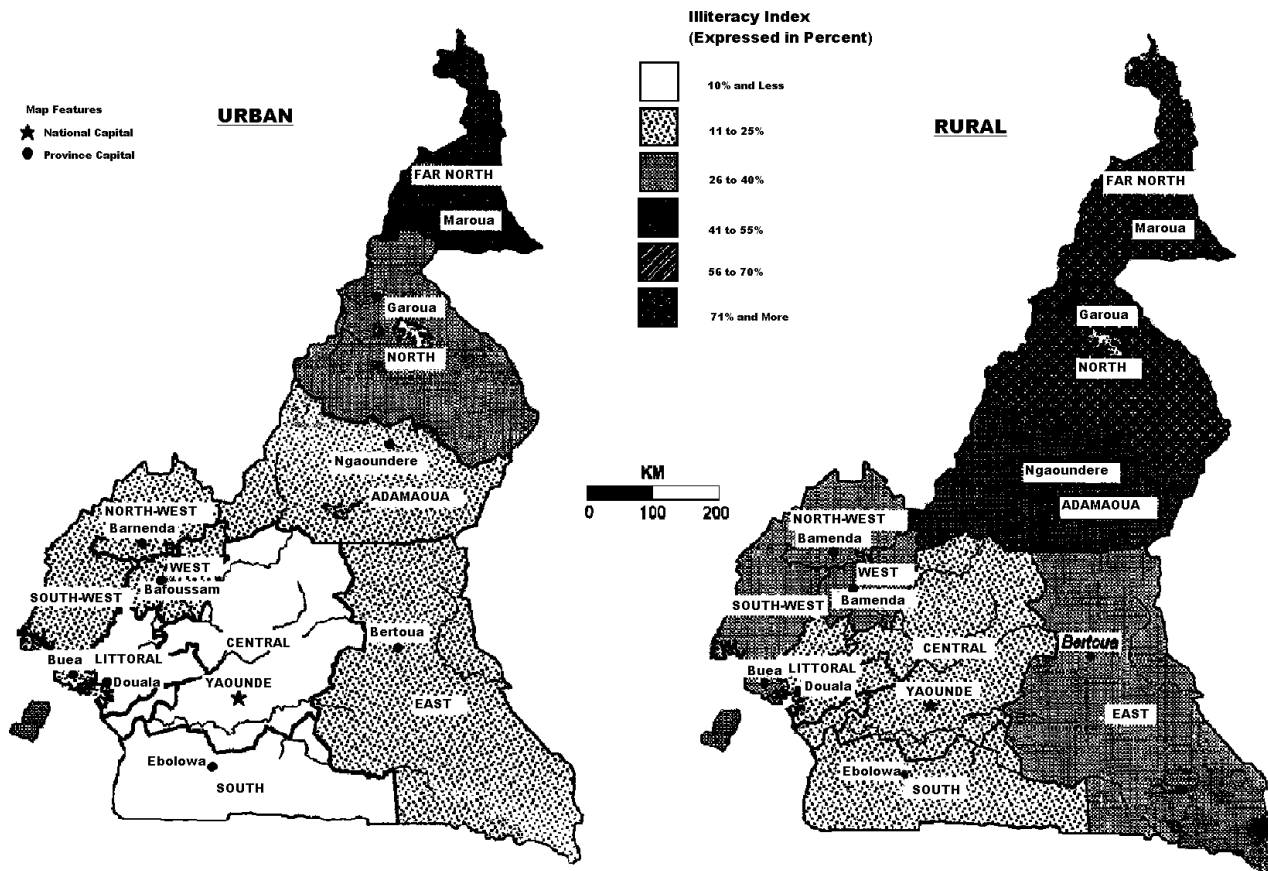 Illiteracy Index
(Expressed in Percent)
10% and Less
11 to 25%
26 to 40%
41 to 55%
56 to 70%
71% and More
Map Features
National Capital
Province Capital
URBAN
FAR NORTH
Maroua
Garoua
NORTH
Ngaoundere
ADAMAOUA
NORTH-WEST
Barnenda
WEST
Bafoussam
SOUTH-WEST
CENTRAL
Bertoua
Buea
LITTORAL
Douala
YAOUNDE
EAST
Ebolowa
SOUTH
KM
0 100 200
RURAL
FAR NORTH
Maroua
Garoua
NORTH
Ngaoundere
ADAMAOUA
NORTH-WEST
Bamenda
WEST
Bamenda
SOUTH-WEST
CENTRAL
Bertoua
Buea
LITTORAL
Douala
YAOUNDE
EAST
Ebolowa
SOUTH